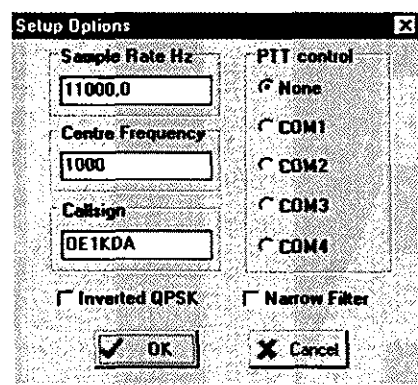 Setup Options
Sample Rate Hz
11000.0
Centre Frequency
1000
Callsign
OE1KDA
PTT control
None
COM1
COM2
COM3
COM4
Inverted QPSK
Narrow Filter
OK
Cancel